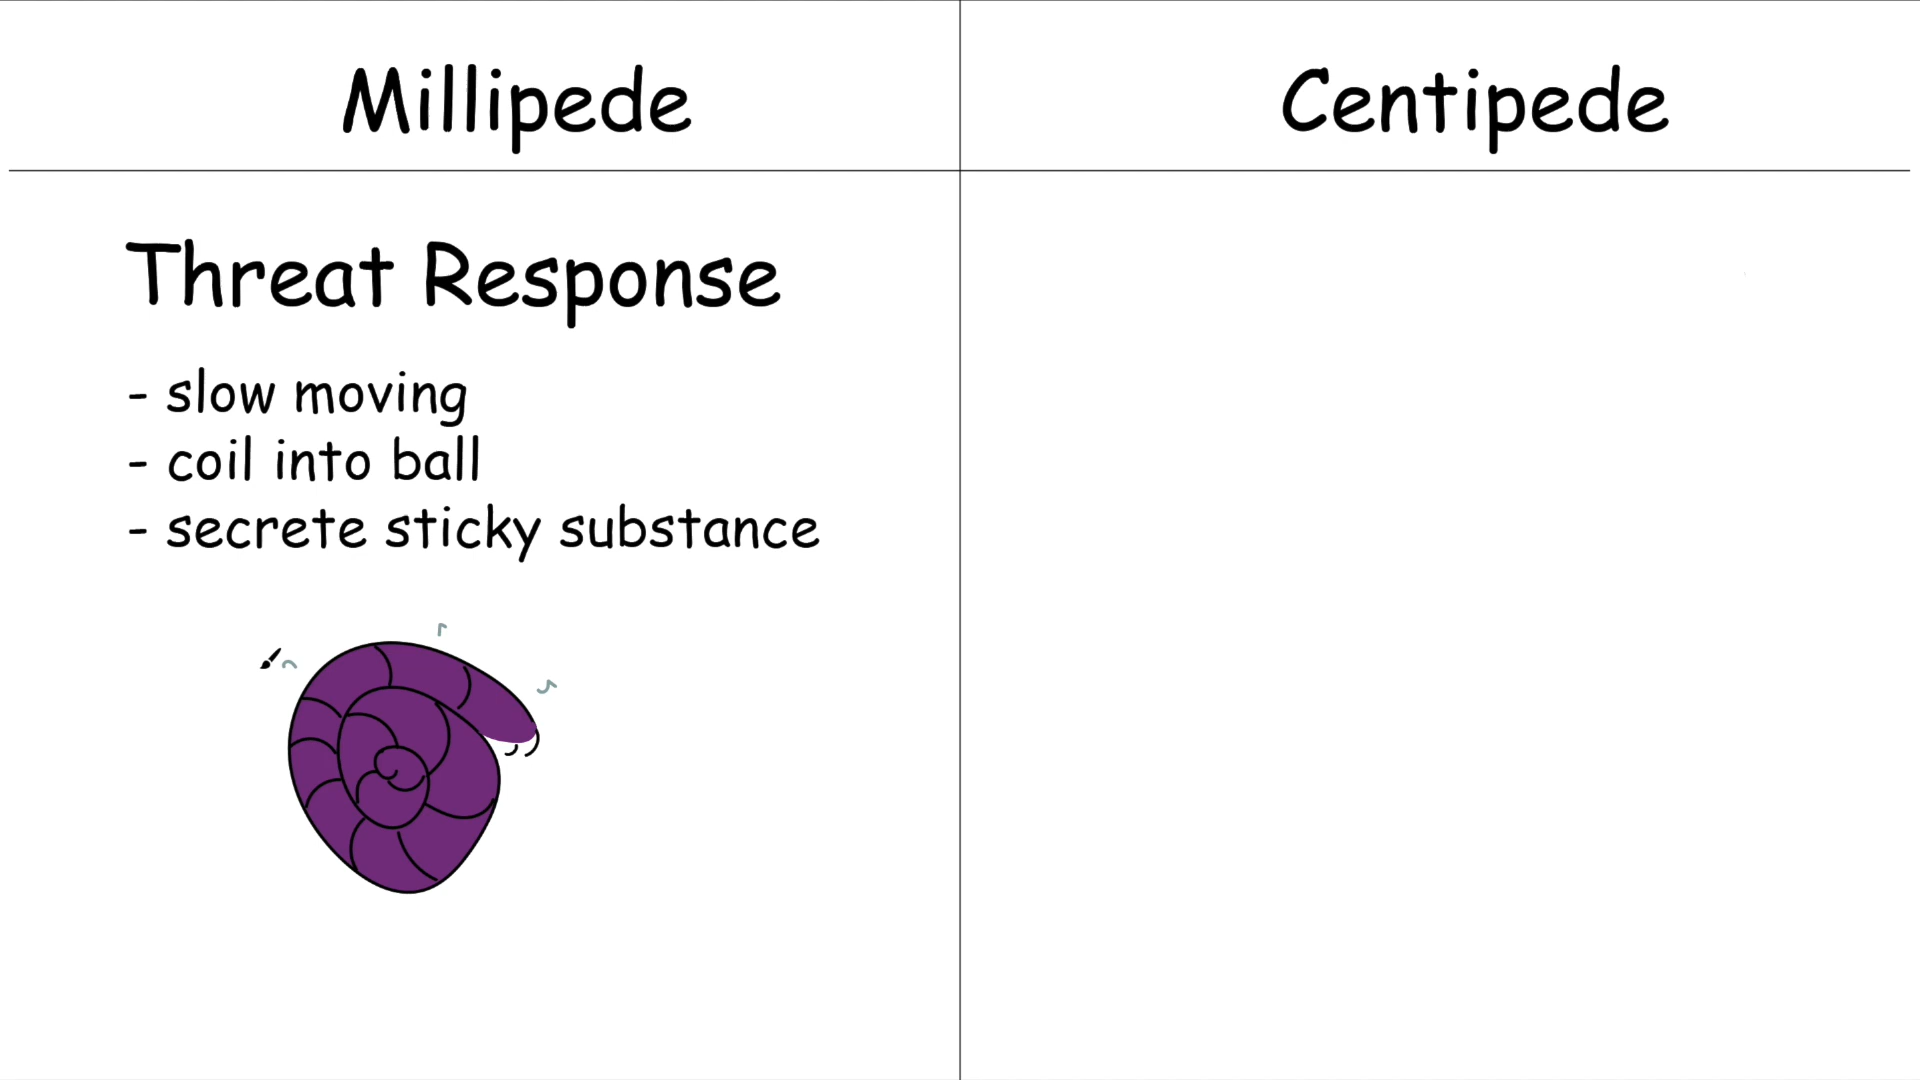 Millipede
Centipede
Threat Response
- slow moving
- coil into ball
- secrete sticky substance